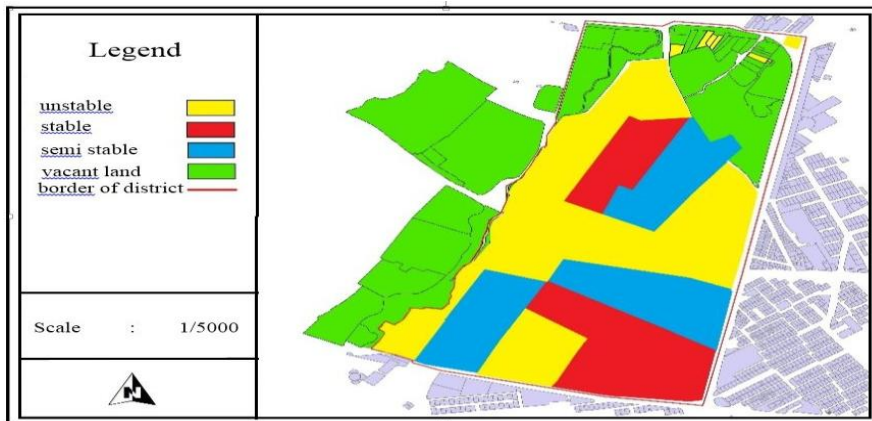 Legend
unstable
stable
semi stable
vacant land
border of district
Scale : 1/5000
N